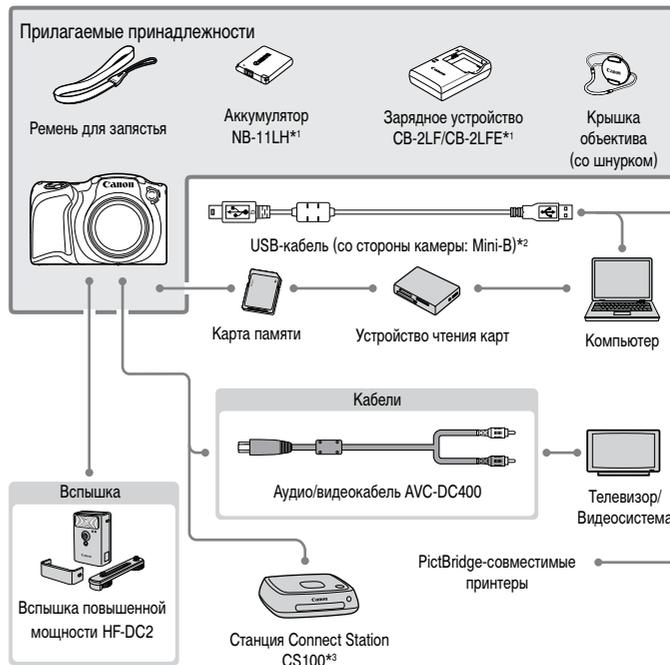 Прилагаемые принадлежности
Ремень для запястья
Аккумулятор
NB-11LH*1
Зарядное устройство
CB-2LF/CB-2LFE*1
Canon
Крышка
объектива
(со шнурком)
Canon
USB-кабель (со стороны камеры: Mini-B)*2
Карта памяти
Устройство чтения карт
Компьютер
Кабели
Аудио/видеокабель AVC-DC400
Телевизор/
Видеосистема
Вспышка
Вспышка повышенной
мощности HF-DC2
Canon
Станция Connect Station
CS100*3
PictBridge-совместимые
принтеры